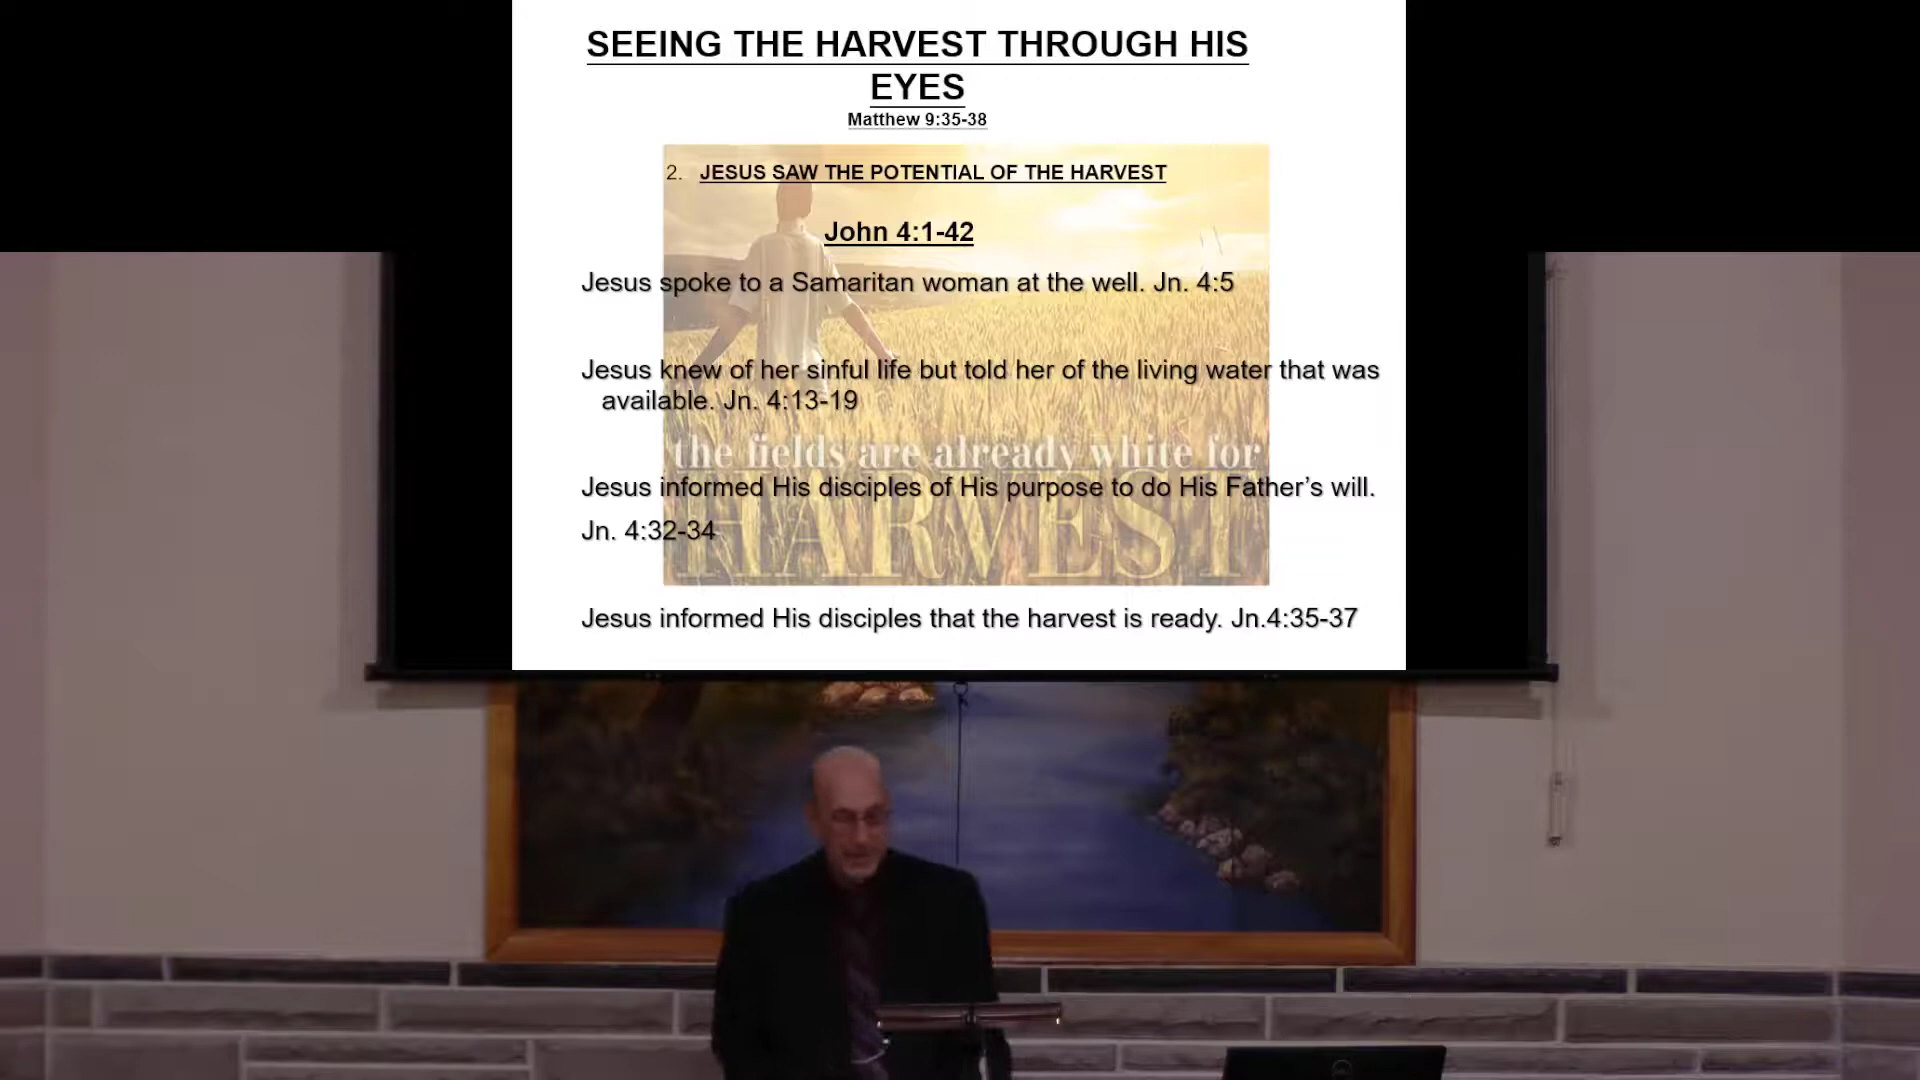 SEEING THE HARVEST THROUGH HIS
EYES
Matthew 9:35-38
2. JESUS SAW THE POTENTIAL OF THE HARVEST
John 4:1-42
Jesus spoke to a Samaritan woman at the well. Jn. 4:5
Jesus knew of her sinful life but told her of the living water that was
available. Jn. 4:13-19
the fields are already white for
Jesus informed His disciples of His purpose to do His Father’s will.
Jn. 4:32-34
HARVEST
Jesus informed His disciples that the harvest is ready. Jn.4:35-37
DELL